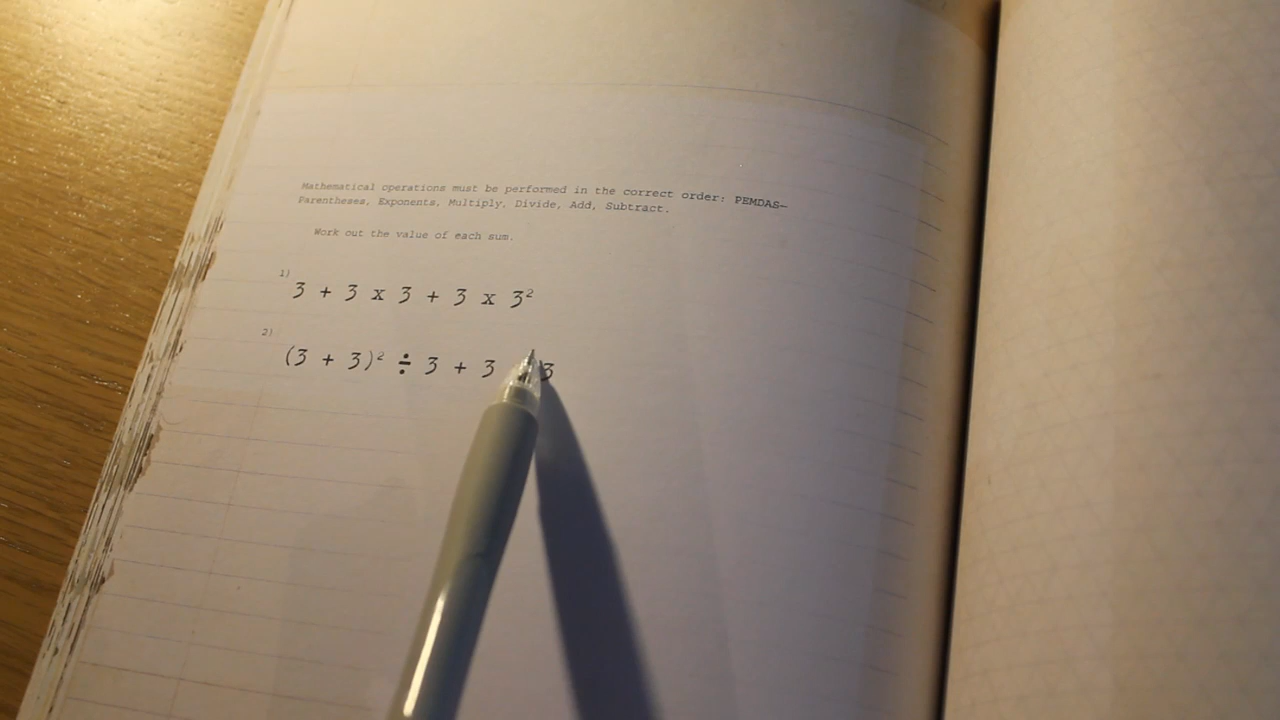 Mathematical operations must be performed in the correct order: PEMDAS—
Parentheses, Exponents, Multiply, Divide, Add, Subtract.
Work out the value of each sum.
1)
3 + 3 x 3 + 3 x 3²
2)
(3 + 3)² ÷ 3 + 3 3